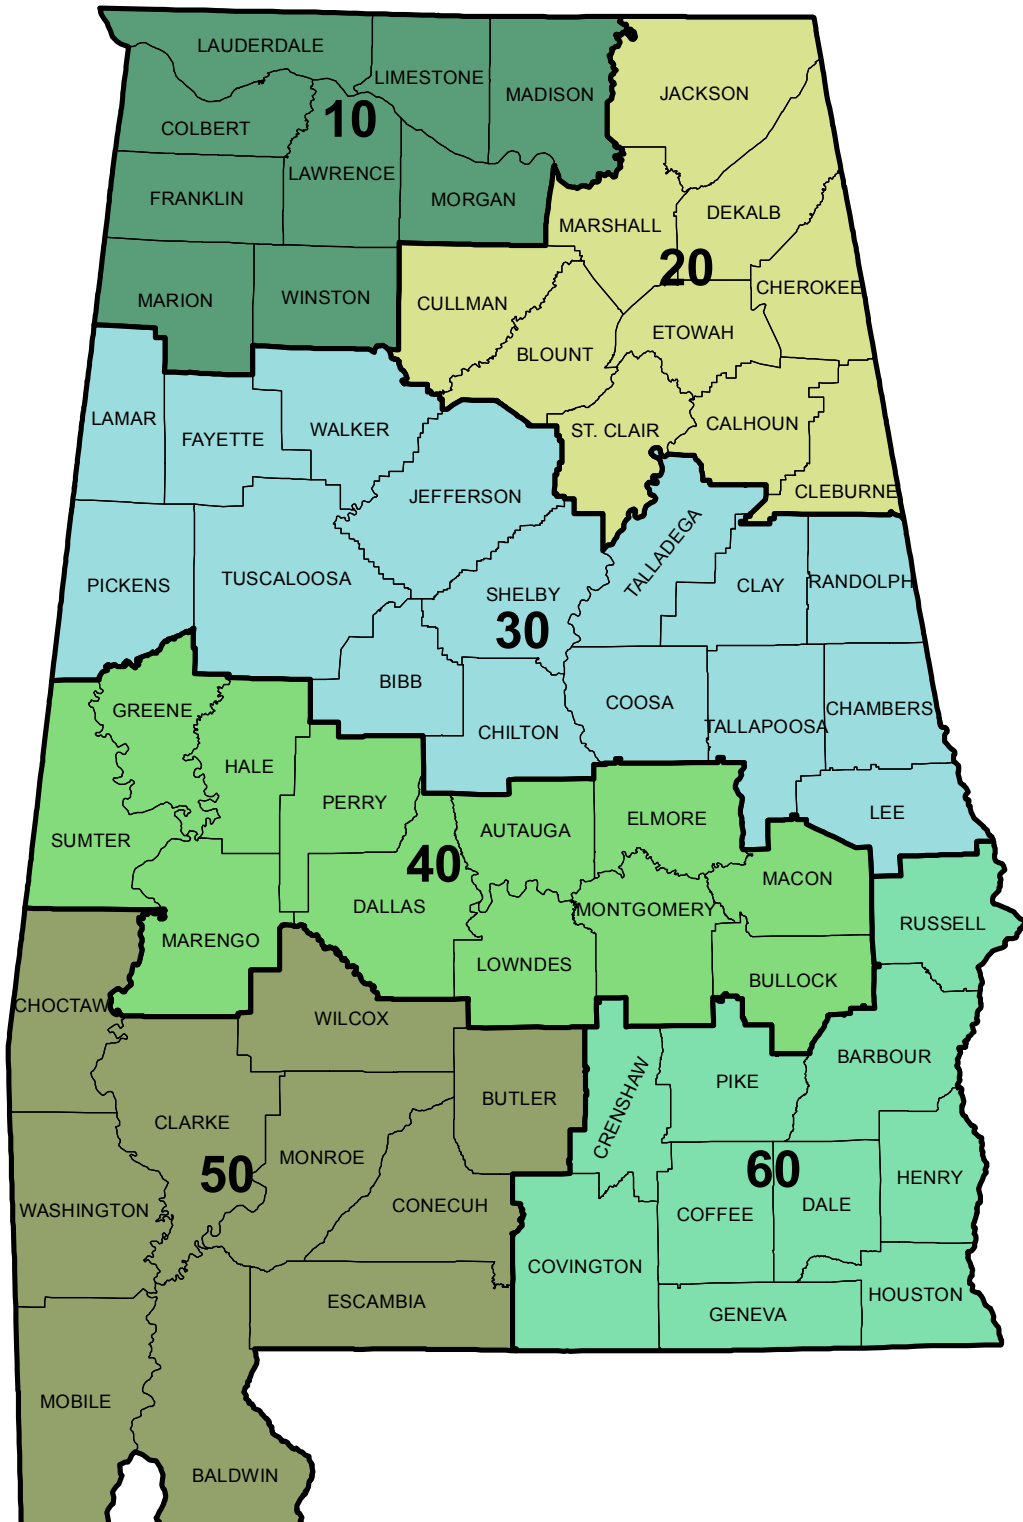 LAUDERDALE
LIMESTONE
MADISON
JACKSON
COLBERT
10
LAWRENCE
FRANKLIN
MORGAN
MARSHALL
DEKALB
20
CHEROKEE
MARION
WINSTON
CULLMAN
ETOWAH
BLOUNT
LAMAR
FAYETTE
WALKER
ST. CLAIR
CALHOUN
CLEBURNE
JEFFERSON
TALLADEGA
PICKENS
TUSCALOOSA
SHELBY
CLAY
RANDOLPH
30
BIBB
COOSA
CHAMBERS
TALLAPOOSA
CHILTON
GREENE
HALE
PERRY
LEE
SUMTER
AUTAUGA
ELMORE
40
MACON
DALLAS
MONTGOMERY
RUSSELL
MARENGO
LOWNDES
BULLOCK
CHOCTAW
WILCOX
BARBOUR
PIKE
BUTLER
CRENSHAW
CLARKE
MONROE
50
60
HENRY
WASHINGTON
CONECUH
COFFEE
DALE
COVINGTON
HOUSTON
ESCAMBIA
GENEVA
MOBILE
BALDWIN